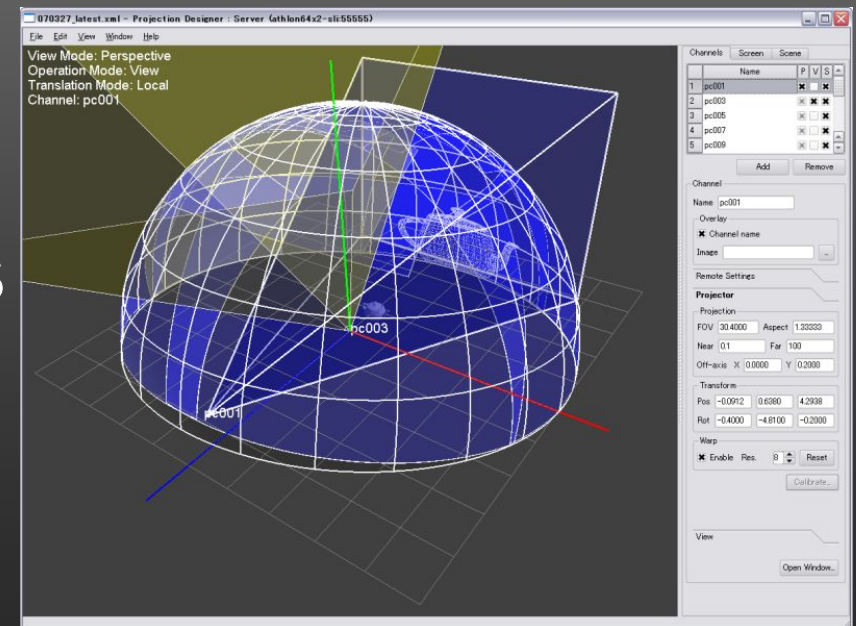 070327_latest.xml - Projection Designer : Server (athlon64x2-sli:55555)
File Edit View Window Help
View Mode: Perspective
Operation Mode: View
Translation Mode: Local
Channel: pc001
pc003
pc001
Channels Screen Scene
Name P V S
1 pc001
2 pc003
3 pc005
4 pc007
5 pc009
Add Remove
Channel
Name pc001
Overlay
Channel name
Image ...
Remote Settings
Projector
Projection
FOV 30.4000 Aspect 1.33333
Near 0.1 Far 100
Off-axis X 0.0000 Y 0.2000
Transform
Pos -0.0912 0.6380 4.2938
Rot -0.4000 -4.8100 -0.2000
Warp
Enable Res. 8 Reset
Calibrate...
View
Open Window...